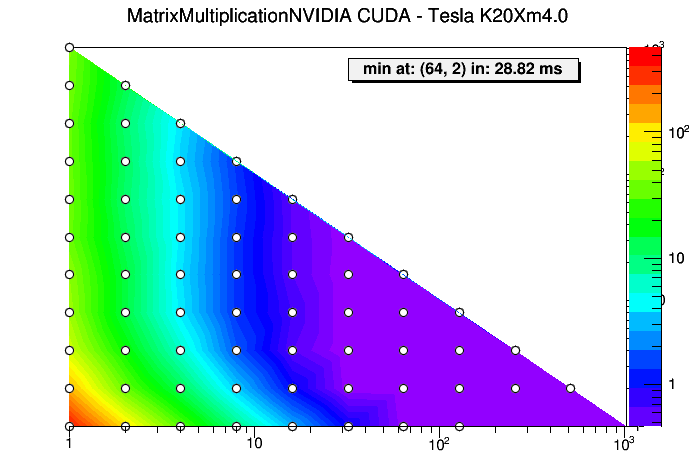 MatrixMultiplicationNVIDIA CUDA - Tesla K20Xm4.0
min at: (64, 2) in: 28.82 ms
10³
10²
10
1
1 10 10² 10³